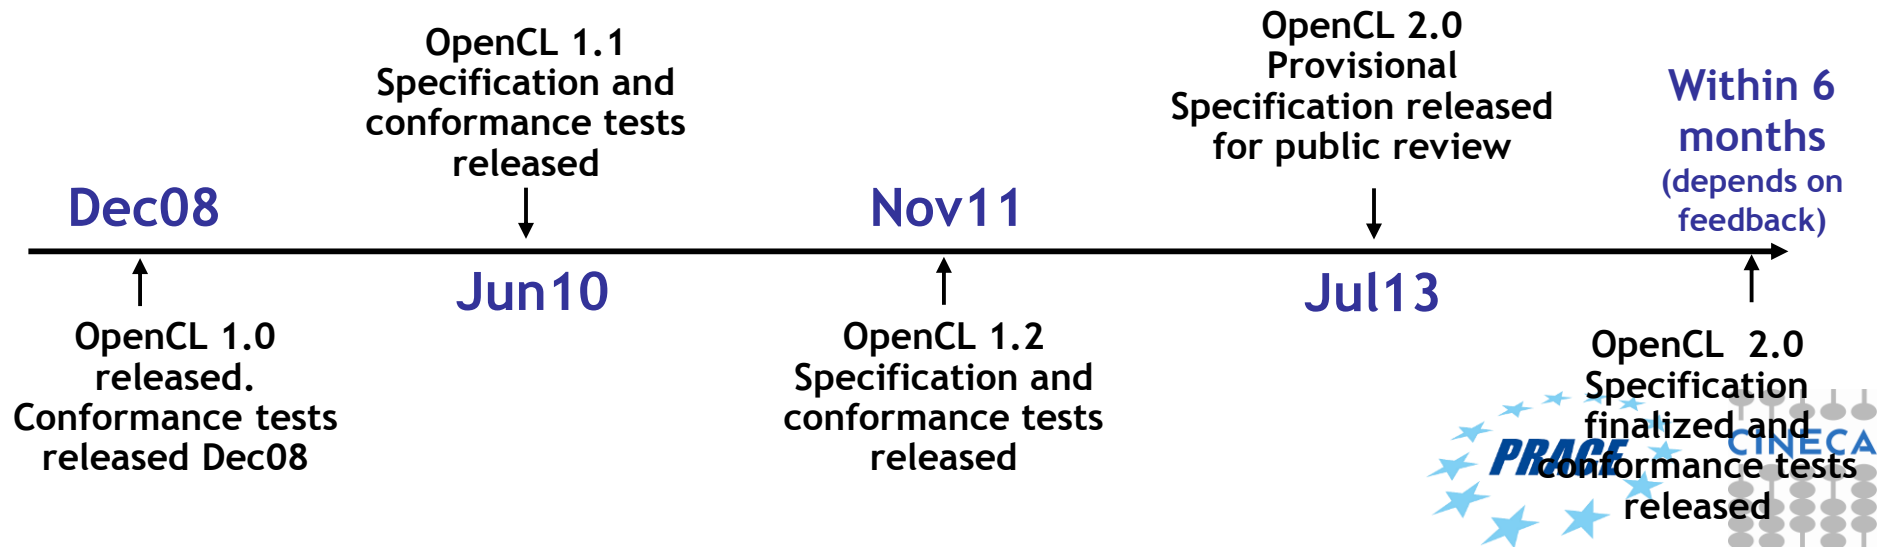 Dec08
OpenCL 1.0
released.
Conformance tests
released Dec08
OpenCL 1.1
Specification and
conformance tests
released
Jun10
Nov11
OpenCL 1.2
Specification and
conformance tests
released
OpenCL 2.0
Provisional
Specification released
for public review
Jul13
Within 6
months
(depends on
feedback)
OpenCL 2.0
Specification
finalized and
conformance tests
released
PRACE
CINECA